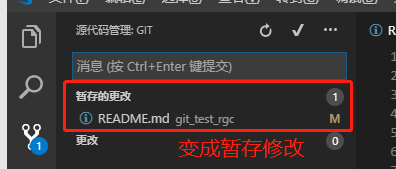 源代码管理: GIT
消息 (按 Ctrl+Enter 键提交)
暂存的更改 1
README.md git_test_rgc M
更改 0
变成暂存修改
1
R